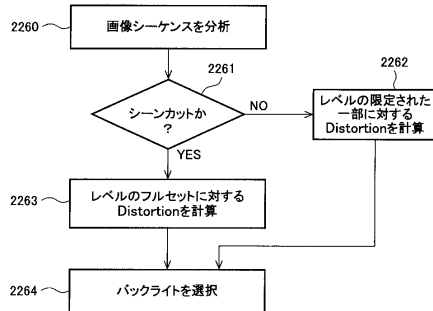 2260
画像シーケンスを分析
2261
シーンカットか
?
NO
2262
レベルの限定された
一部に対する
Distortionを計算
YES
2263
レベルのフルセットに対する
Distortionを計算
2264
バックライトを選択